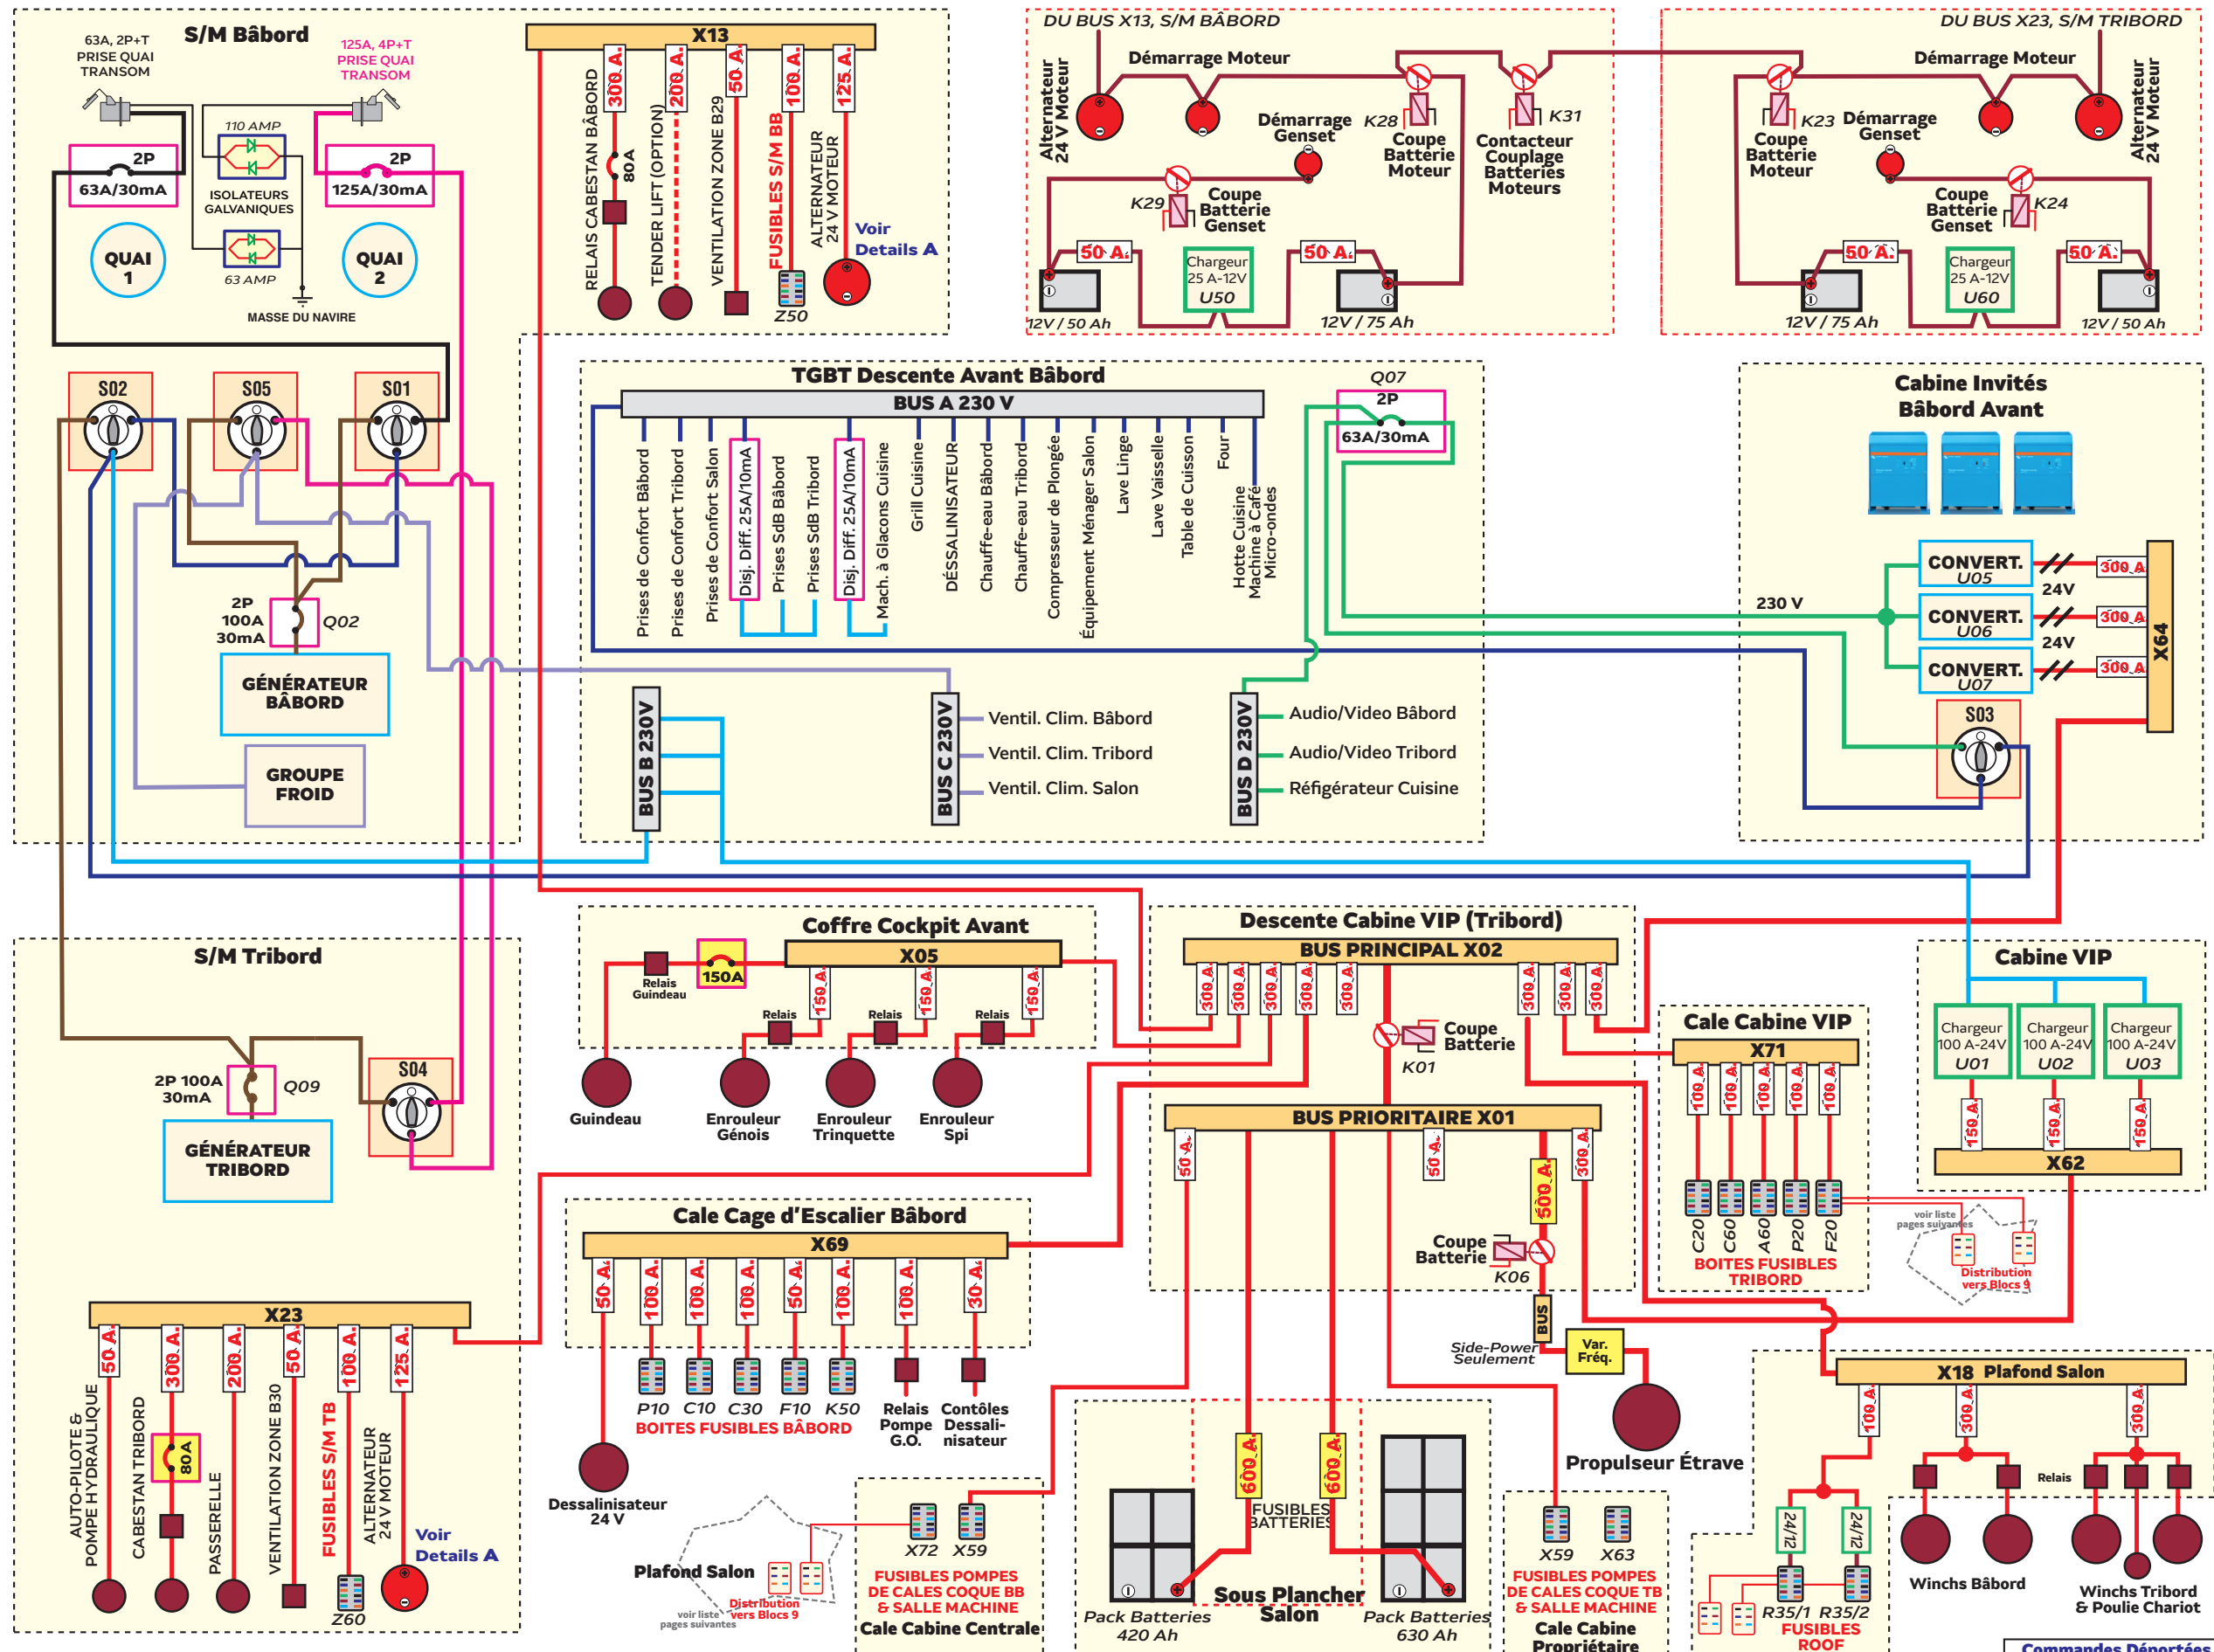 S/M Bâbord
63A, 2P+T
PRISE QUAI
TRANSOM
125A, 4P+T
PRISE QUAI
TRANSOM
110 AMP
2P
63A/30mA
2P
125A/30mA
ISOLATEURS
GALVANIQUES
QUAI
1
QUAI
2
63 AMP
MASSE DU NAVIRE
X13
300 A.
200 A.
50 A.
100 A.
125 A.
RELAIS CABESTAN BÂBORD
80A
TENDER LIFT (OPTION)
VENTILATION ZONE B29
FUSIBLES S/M BB
ALTERNATEUR
24 V MOTEUR
Voir
Details A
Z50
DU BUS X13, S/M BÂBORD
Démarrage Moteur
Alternateur
24 V Moteur
Démarrage
Genset
K28
Coupe
Batterie
Moteur
K31
Contacteur
Couplage
Batteries
Moteurs
K29
Coupe
Batterie
Genset
50 A.
Chargeur
25 A-12V
U50
50 A.
12V / 50 Ah
12V / 75 Ah
DU BUS X23, S/M TRIBORD
Démarrage Moteur
Alternateur
24 V Moteur
K23
Coupe
Batterie
Moteur
Démarrage
Genset
Coupe
Batterie
Genset
K24
50 A.
Chargeur
25 A-12V
U60
50 A.
12V / 75 Ah
12V / 50 Ah
S02
S05
S01
2P
100A
30mA
Q02
GÉNÉRATEUR
BÂBORD
GROUPE
FROID
TGBT Descente Avant Bâbord
BUS A 230 V
Q07
2P
63A/30mA
Prises de Confort Bâbord
Prises de Confort Tribord
Prises de Confort Salon
Disj. Diff. 25A/10mA
Prises SdB Bâbord
Prises SdB Tribord
Disj. Diff. 25A/10mA
Mach. à Glacons Cuisine
Grill Cuisine
DÉSSALINISATEUR
Chauffe-eau Bâbord
Chauffe-eau Tribord
Compresseur de Plongée
Équipement Ménager Salon
Lave Linge
Lave Vaisselle
Table de Cuisson
Four
Hotte Cuisine
Machine à Café
Micro-ondes
BUS B 230V
BUS C 230V
Ventil. Clim. Bâbord
Ventil. Clim. Tribord
Ventil. Clim. Salon
BUS D 230V
Audio/Video Bâbord
Audio/Video Tribord
Réfigérateur Cuisine
Cabine Invités
Bâbord Avant
230 V
CONVERT.
U05
300 A
24V
CONVERT.
U06
300 A
24V
CONVERT.
U07
300 A
X64
S03
S/M Tribord
2P 100A
30mA
Q09
S04
GÉNÉRATEUR
TRIBORD
X23
50 A.
300 A.
200 A.
50 A.
100 A.
125 A.
AUTO-PILOTE &
POMPE HYDRAULIQUE
CABESTAN TRIBORD
80A
PASSERELLE
VENTILATION ZONE B30
FUSIBLES S/M TB
ALTERNATEUR
24 V MOTEUR
Voir
Details A
Z60
Coffre Cockpit Avant
X05
Relais
Guindeau
150A
150 A.
150 A.
150 A.
Relais
Relais
Relais
Guindeau
Enrouleur
Génois
Enrouleur
Trinquette
Enrouleur
Spi
Descente Cabine VIP (Tribord)
BUS PRINCIPAL X02
300 A.
300 A.
300 A.
300 A.
300 A.
300 A.
300 A.
300 A.
Coupe
Batterie
K01
BUS PRIORITAIRE X01
50 A.
50 A.
500 A.
300 A.
Coupe
Batterie
K06
BUS
Side-Power
Seulement
Var.
Fréq.
Propulseur Étrave
Cale Cabine VIP
X71
100 A.
100 A.
100 A.
100 A.
100 A.
C20
C60
A60
P20
F20
BOITES FUSIBLES
TRIBORD
Cabine VIP
Chargeur
100 A-24V
U01
Chargeur
100 A-24V
U02
Chargeur
100 A-24V
U03
150 A.
150 A.
150 A.
X62
voir liste
pages suivantes
Distribution
vers Blocs 9
Cale Cage d'Escalier Bâbord
X69
50 A.
100 A.
100 A.
100 A.
50 A.
100 A.
100 A.
30 A.
P10
C10
C30
F10
K50
BOITES FUSIBLES BÂBORD
Relais
Pompe
G.O.
Contôles
Dessali-
nisateur
Dessalinisateur
24 V
Plafond Salon
voir liste
pages suivantes
Distribution
vers Blocs 9
X72
X59
FUSIBLES POMPES
DE CALES COQUE BB
& SALLE MACHINE
Cale Cabine Centrale
600 A.
600 A.
FUSIBLES
BATTERIES
Sous Plancher
Salon
Pack Batteries
420 Ah
Pack Batteries
630 Ah
X59
X63
FUSIBLES POMPES
DE CALES COQUE TB
& SALLE MACHINE
Cale Cabine
Propriétaire
X18 Plafond Salon
100 A.
300 A.
300 A.
Relais
24/12
24/12
Winchs Bâbord
Winchs Tribord
& Poulie Chariot
R35/1
R35/2
FUSIBLES
ROOF
Commandes Déportées